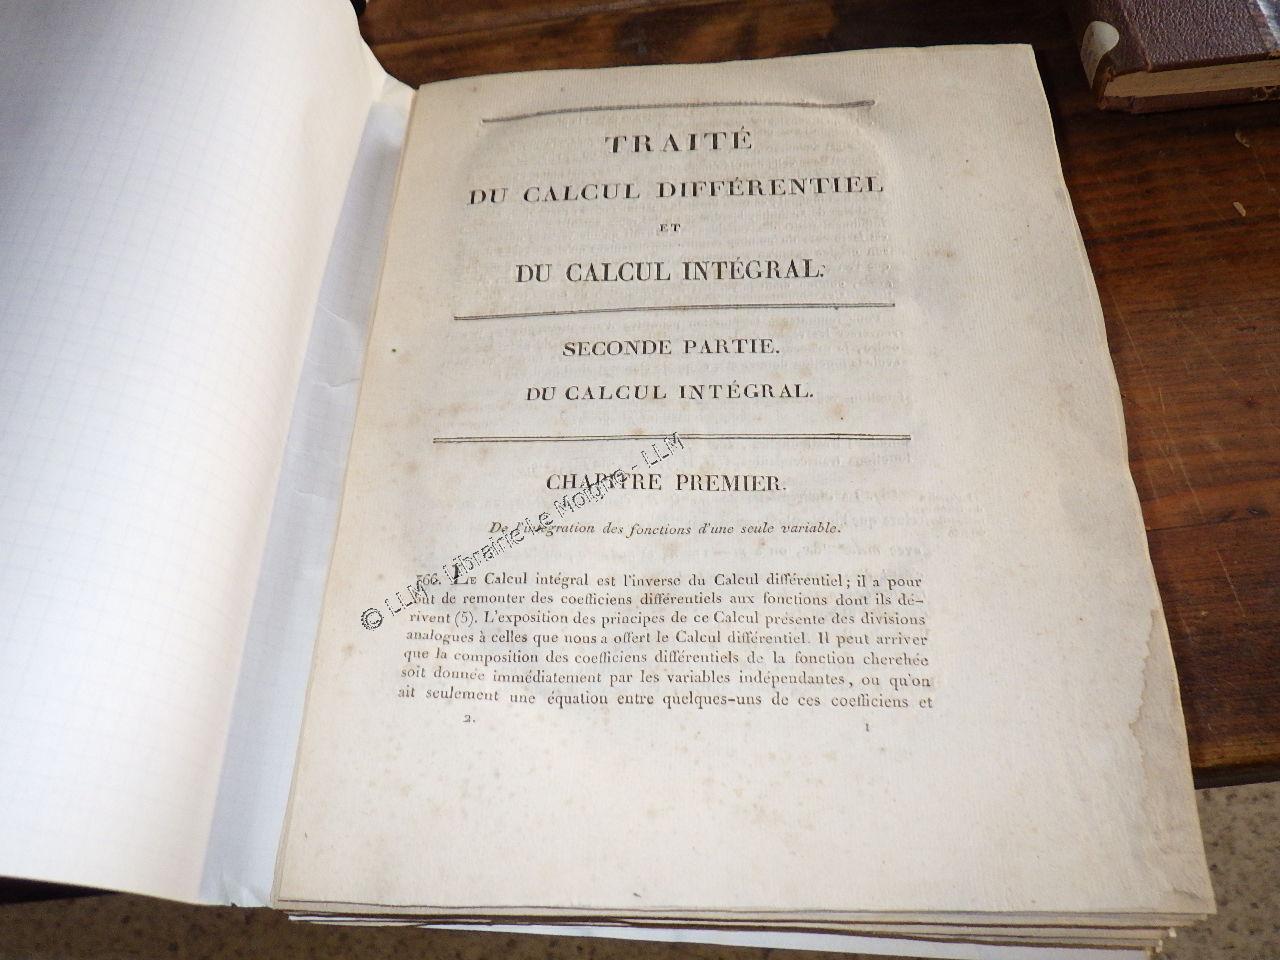 TRAITÉ
DU CALCUL DIFFÉRENTIEL
ET
DU CALCUL INTÉGRAL.
SECONDE PARTIE.
DU CALCUL INTÉGRAL.
CHAPITRE PREMIER.
De l'intégration des fonctions d'une seule variable.
566. LE Calcul intégral est l'inverse du Calcul différentiel ; il a pour
but de remonter des coefficiens différentiels aux fonctions dont ils dé-
rivent (5). L'exposition des principes de ce Calcul présente des divisions
analogues à celles que nous a offert le Calcul différentiel. Il peut arriver
que la composition des coefficiens différentiels de la fonction cherchée
soit donnée immédiatement par les variables indépendantes, ou qu'on
ait seulement une équation entre quelques-uns de ces coefficiens et
2. 1
© LLM Librairie Le Moigne - LLM